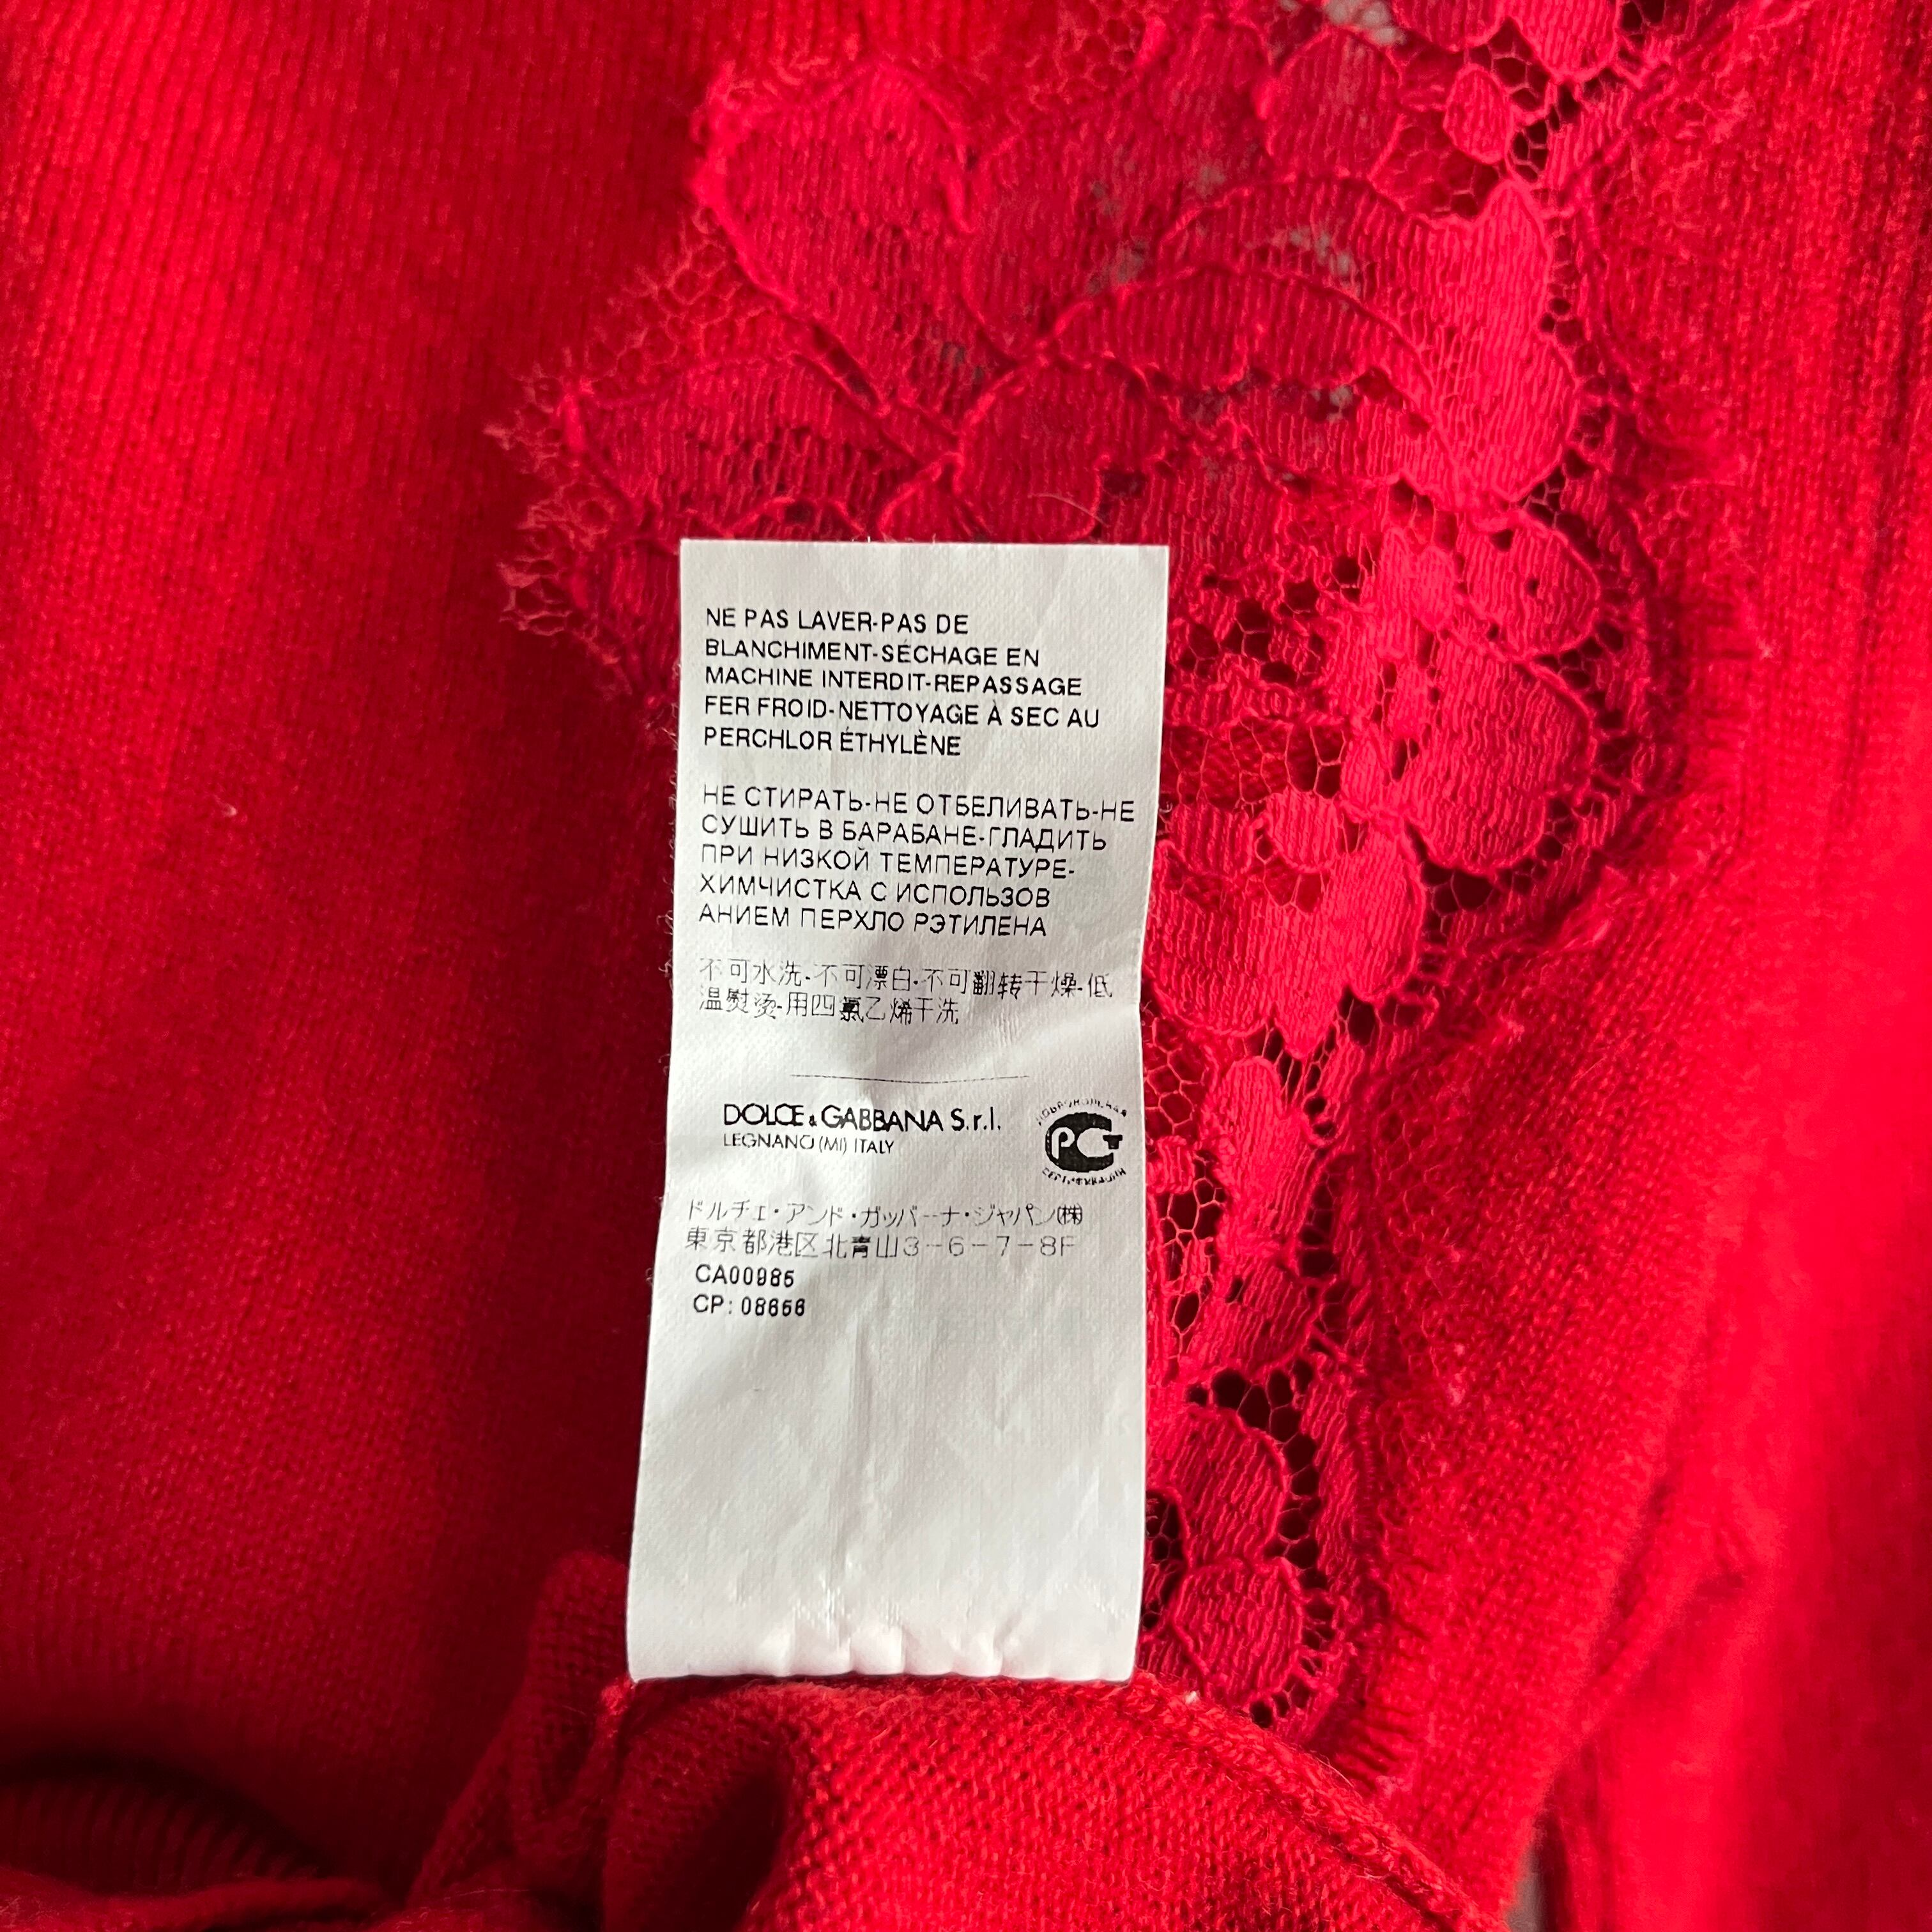 NE PAS LAVER-PAS DE
BLANCHIMENT-SÉCHAGE EN
MACHINE INTERDIT-REPASSAGE
FER FROID-NETTOYAGE À SEC AU
PERCHLOR ÉTHYLÈNE
НЕ СТИРАТЬ-НЕ ОТБЕЛИВАТЬ-НЕ
СУШИТЬ В БАРАБАНЕ-ГЛАДИТЬ
ПРИ НИЗКОЙ ТЕМПЕРАТУРЕ-
ХИМЧИСТКА С ИСПОЛЬЗОВ
АНИЕМ ПЕРХЛО РЭТИЛЕНА
不可水洗-不可漂白-不可翻转干燥-低
温熨烫-用四氯乙烯干洗
DOLCE & GABBANA S.r.l.
LEGNANO (MI) ITALY
ДОБРОВОЛЬНАЯ
РСТ
СЕРТИФИКАЦИЯ
ドルチェ・アンド・ガッバーナ・ジャパン㈱
東京都港区北青山3-6-7-8F
CA00985
CP: 08656